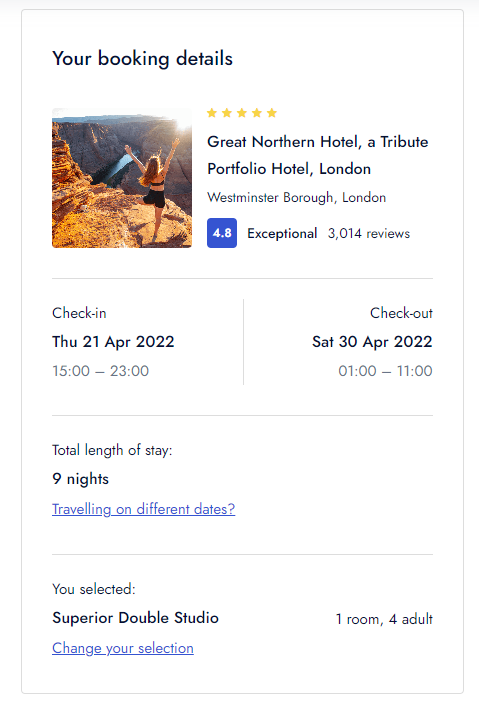 Your booking details
Great Northern Hotel, a Tribute
Portfolio Hotel, London
Westminster Borough, London
4.8 Exceptional 3,014 reviews
Check-in
Thu 21 Apr 2022
15:00 – 23:00
Check-out
Sat 30 Apr 2022
01:00 – 11:00
Total length of stay:
9 nights
Travelling on different dates?
You selected:
Superior Double Studio
1 room, 4 adult
Change your selection